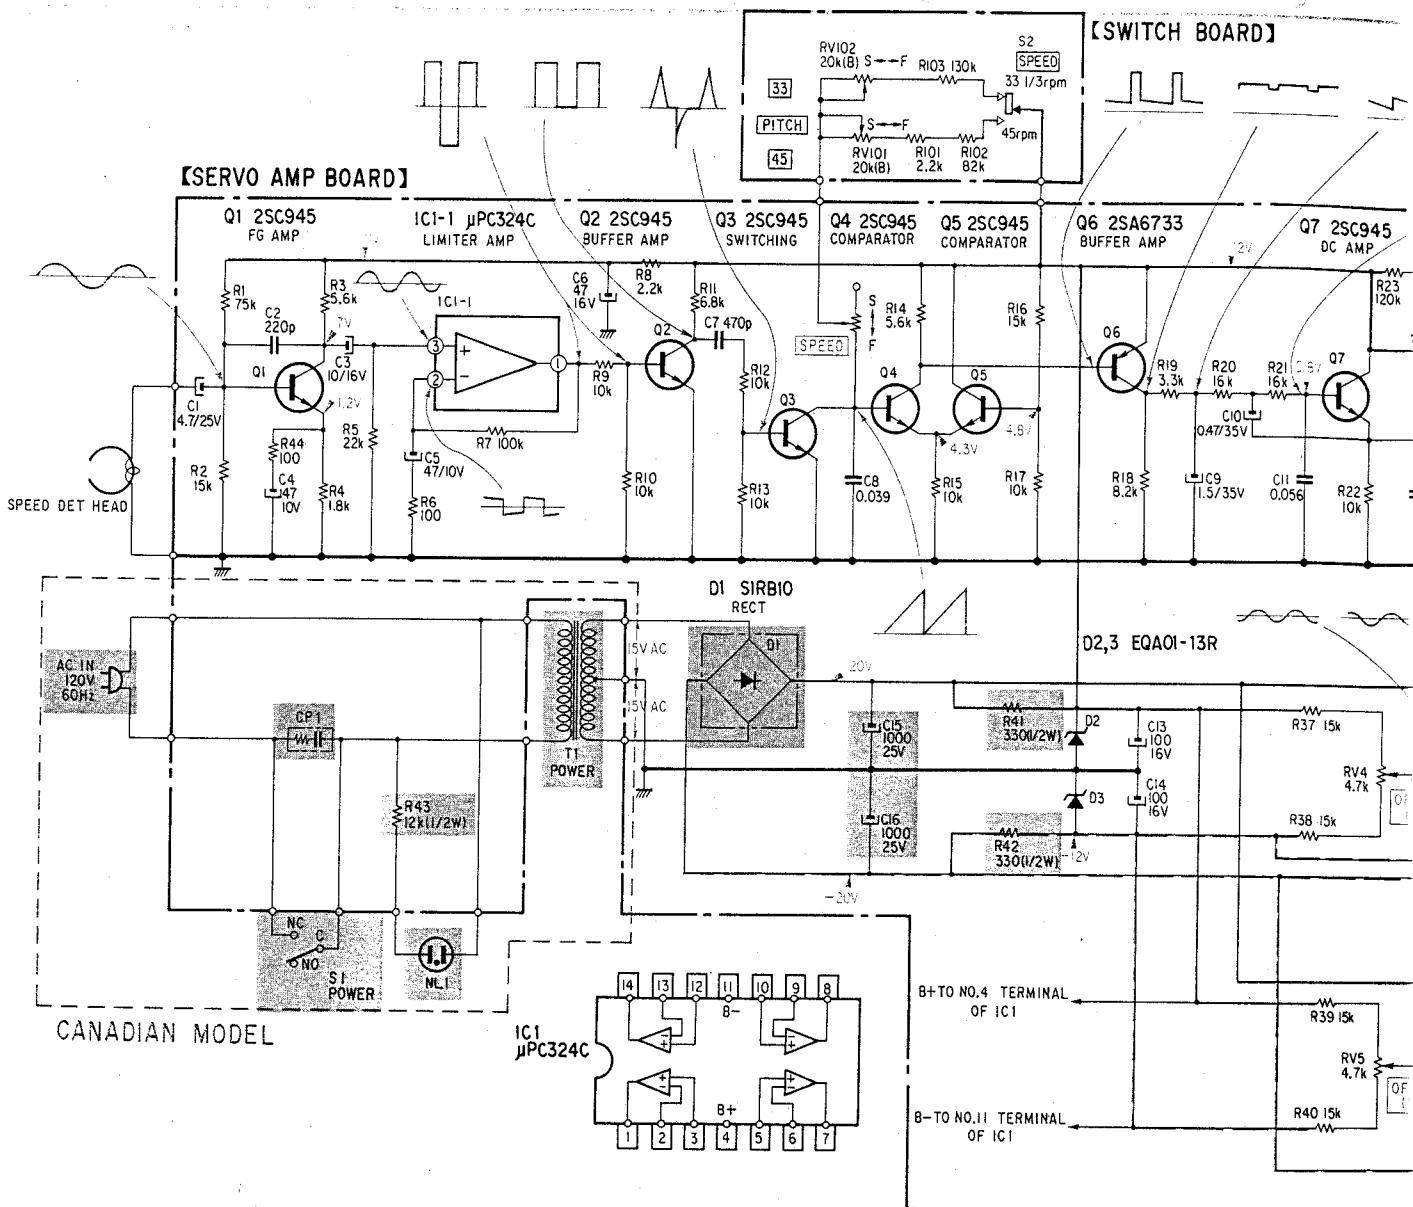 【SWITCH BOARD】
S2
SPEED
33 1/3rpm
45rpm
RV102
20k(B)
S F
R103 130k
33
PITCH
45
S F
RV101
20k(B)
R101
2.2k
R102
82k
【SERVO AMP BOARD】
Q1 2SC945
FG AMP
IC1-1 µPC324C
LIMITER AMP
Q2 2SC945
BUFFER AMP
Q3 2SC945
SWITCHING
Q4 2SC945
COMPARATOR
Q5 2SC945
COMPARATOR
Q6 2SA6733
BUFFER AMP
Q7 2SC945
DC AMP
R1
75k
R3
5.6k
C2
220p
7V
Q1
C1
4.7/25V
1.2V
C3
10/16V
R2
15k
R44
100
C4
47
10V
R4
1.8k
R5
22k
IC1-1
3
2
1
+
−
R7 100k
C5
47/10V
R6
100
C6
47
16V
R8
2.2k
R9
10k
R10
10k
Q2
R11
6.8k
C7 470p
R12
10k
R13
10k
Q3
SPEED
S
F
R14
5.6k
Q4
Q5
C8
0.039
4.3V
R15
10k
R16
15k
4.8V
R17
10k
Q6
R18
8.2k
R19
3.3k
R20
16k
C10
0.47/35V
C9
1.5/35V
R21
16k
0.8V
C11
0.056
Q7
R22
10k
12V
R23
120k
SPEED DET HEAD
AC IN
120V
60Hz
CP1
R43
12k(1/2W)
NC
C
NO
S1
POWER
NL1
CANADIAN MODEL
T1
POWER
15V AC
15V AC
D1 SIRB10
RECT
D1
20V
C15
1000
25V
C16
1000
25V
-20V
D2,3 EQA01-13R
R41
330(1/2W)
D2
D3
R42
330(1/2W)
-12V
C13
100
16V
C14
100
16V
R37 15k
RV4
4.7k
R38 15k
B+TO NO.4 TERMINAL
OF IC1
R39 15k
RV5
4.7k
R40 15k
B-TO NO.11 TERMINAL
OF IC1
IC1
µPC324C
14 13 12 11 10 9 8
B-
B+
1 2 3 4 5 6 7